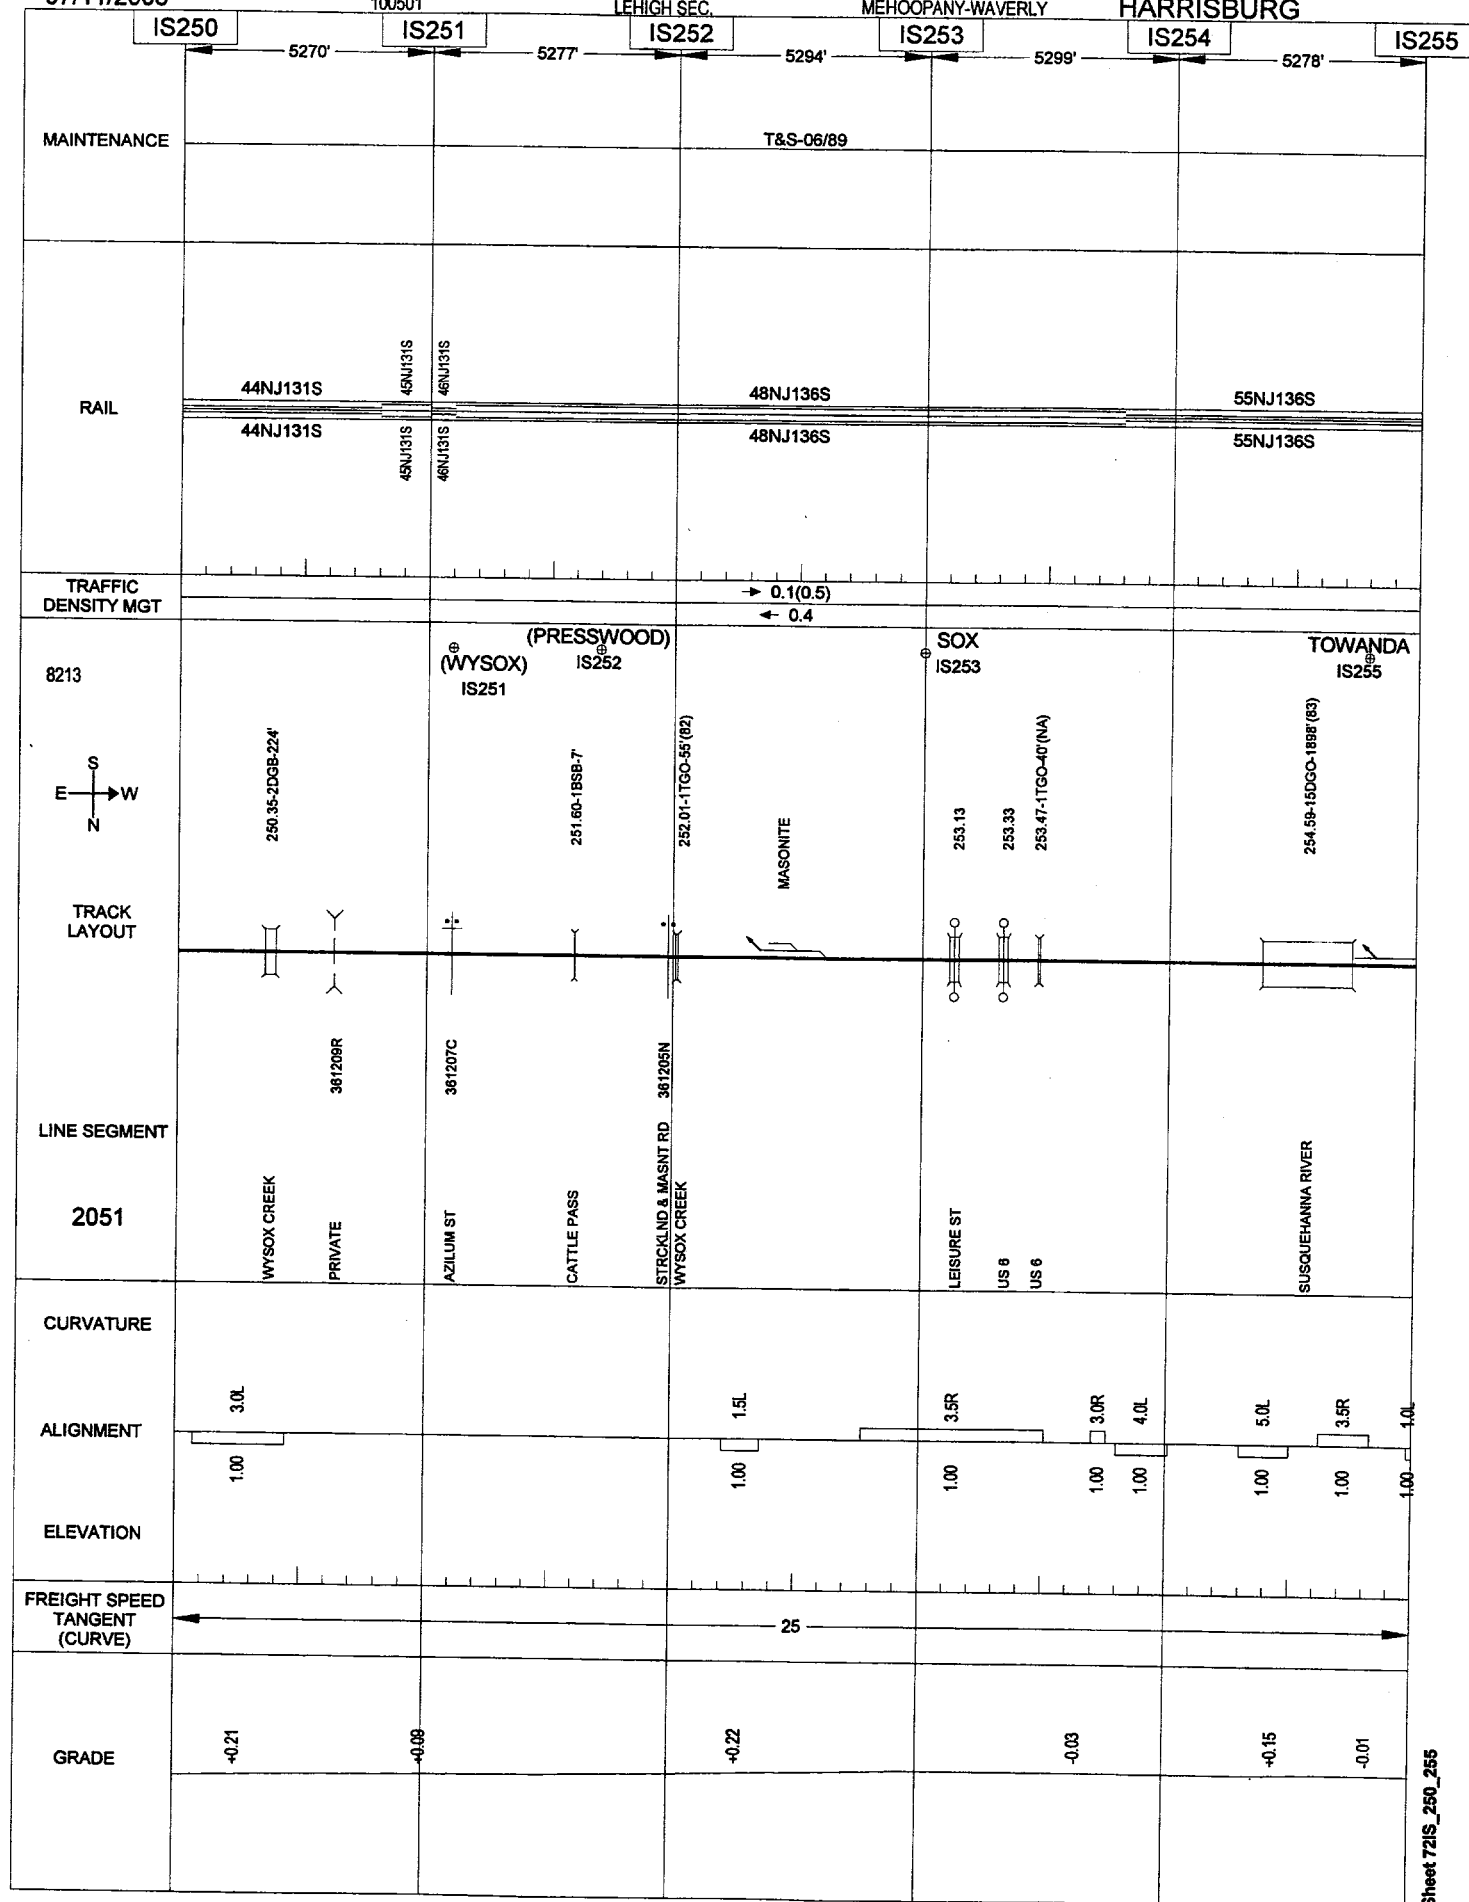 100501 LEHIGH SEC. MEHOOPANY-WAVERLY HARRISBURG
IS250 IS251 IS252 IS253 IS254 IS255
5270' 5277' 5294' 5299' 5278'
MAINTENANCE T&S-06/89
45NJ131S 46NJ131S
44NJ131S 48NJ136S 55NJ136S
RAIL
44NJ131S 48NJ136S 55NJ136S
45NJ131S 46NJ131S
TRAFFIC
DENSITY MGT
→ 0.1(0.5)
← 0.4
8213
(WYSOX)
IS251
(PRESSWOOD)
IS252
SOX
IS253
TOWANDA
IS255
S
E W
N
250.35-2DGB-224'
251.60-1BSB-7'
252.01-1TGO-55'(82)
MASONITE
253.13
253.33
253.47-1TGO-40'(NA)
254.59-15DGO-1898'(83)
TRACK
LAYOUT
361209R
361207C
361205N
LINE SEGMENT
2051
WYSOX CREEK
PRIVATE
AZILUM ST
CATTLE PASS
STRCKLND & MASNT RD
WYSOX CREEK
LEISURE ST
US 6
US 6
SUSQUEHANNA RIVER
CURVATURE
3.0L 1.5L 3.5R 3.0R 4.0L 5.0L 3.5R 1.0L
ALIGNMENT
1.00 1.00 1.00 1.00 1.00 1.00 1.00 1.00
ELEVATION
FREIGHT SPEED
TANGENT
(CURVE)
25
GRADE
+0.21 +0.09 +0.22 -0.03 +0.15 -0.01
Sheet 72IS_250_255